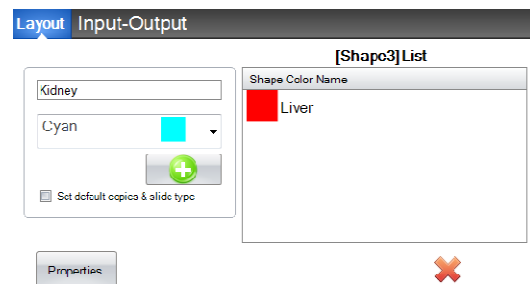 Layout Input-Output
[Shape3]List
Kidney
Cyan
Set default copies & slide type
Shape Color Name
Liver
Properties